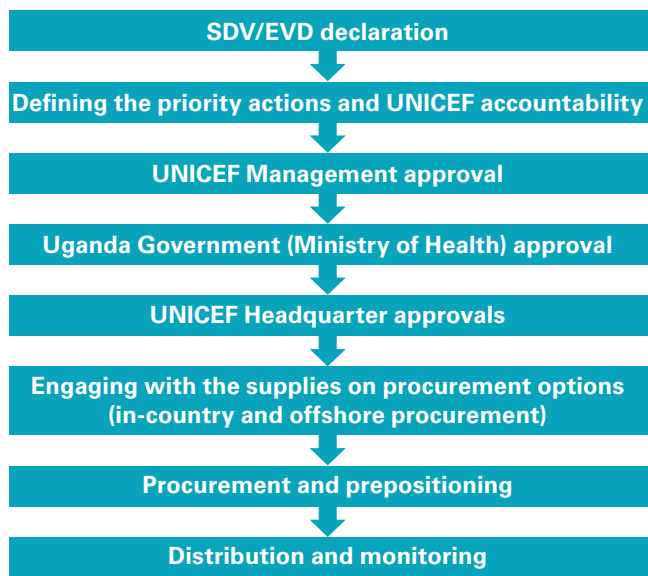 SDV/EVD declaration
Defining the priority actions and UNICEF accountability
UNICEF Management approval
Uganda Government (Ministry of Health) approval
UNICEF Headquarter approvals
Engaging with the supplies on procurement options
(in-country and offshore procurement)
Procurement and prepositioning
Distribution and monitoring